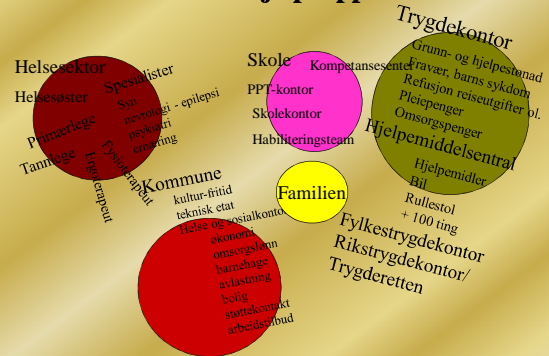 Helsesektor
Helsesøster
Primærlege
Tannlege
Ergoterapeut
Fysioterapeut
Spesialister
Syn
nevrologi - epilepsi
psykiatri
ernæring
Skole
Kompetansesenter
PPT-kontor
Skolekontor
Habiliteringsteam
Trygdekontor
Grunn- og hjelpestønad
Fravær, barns sykdom
Refusjon reiseutgifter ol.
Pleiepenger
Omsorgspenger
Hjelpemiddelsentral
Hjelpemidler
Bil
Rullestol
+ 100 ting
Fylkestrygdekontor
Rikstrygdekontor/
Trygderetten
Familien
Kommune
kultur-fritid
teknisk etat
Helse og sosialkontor
økonomi
omsorgslønn
barnehage
avlastning
bolig
støttekontakt
arbeidstilbud